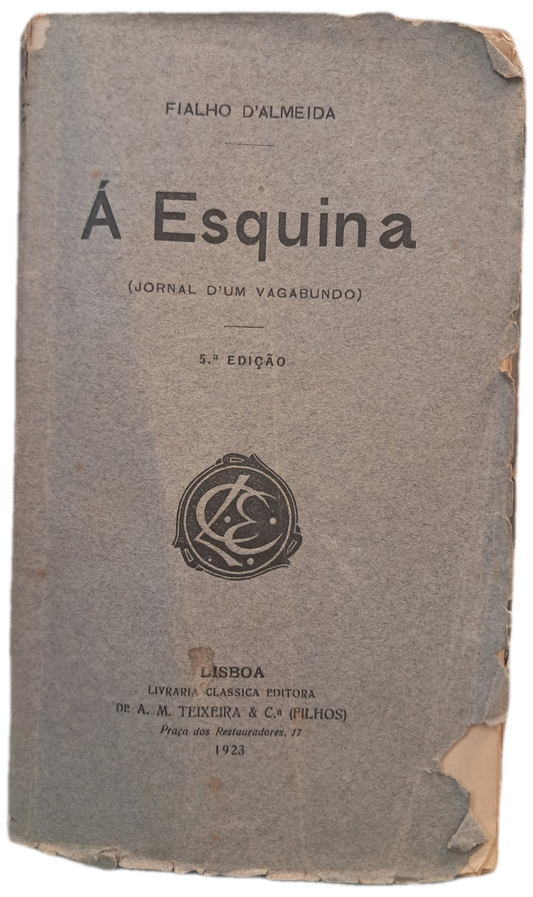 FIALHO D'ALMEIDA
Á Esquina
(JORNAL D'UM VAGABUNDO)
5.ª EDIÇÃO
LCE
LISBOA
LIVRARIA CLASSICA EDITORA
DE A. M. TEIXEIRA & C.ª (FILHOS)
Praça dos Restauradores, 17
1923